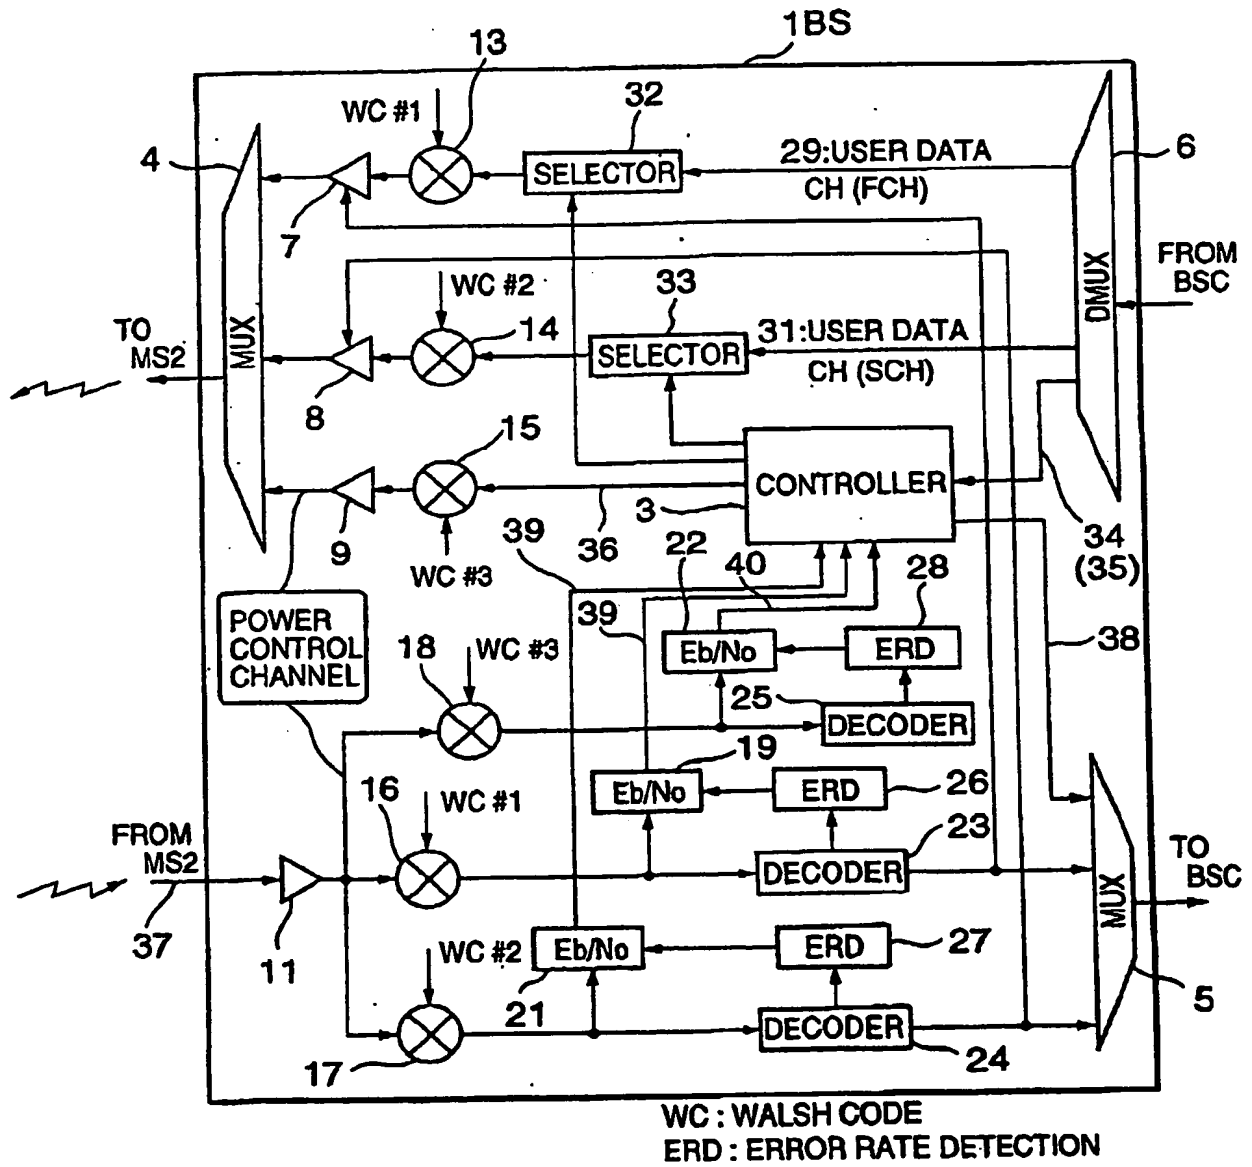 1BS
13
32
WC #1
4
SELECTOR
29:USER DATA
CH (FCH)
6
7
FROM
BSC
DMUX
WC #2
33
14
31:USER DATA
CH (SCH)
TO
MS2
MUX
SELECTOR
8
15
CONTROLLER
9
36
3
34
(35)
WC #3
39
22
40
28
POWER
CONTROL
CHANNEL
39
38
18
WC #3
Eb/No
ERD
25
DECODER
19
16
WC #1
Eb/No
ERD
26
FROM
MS2
23
DECODER
TO
BSC
MUX
37
11
WC #2
Eb/No
ERD
27
21
5
DECODER
17
24
WC : WALSH CODE
ERD : ERROR RATE DETECTION